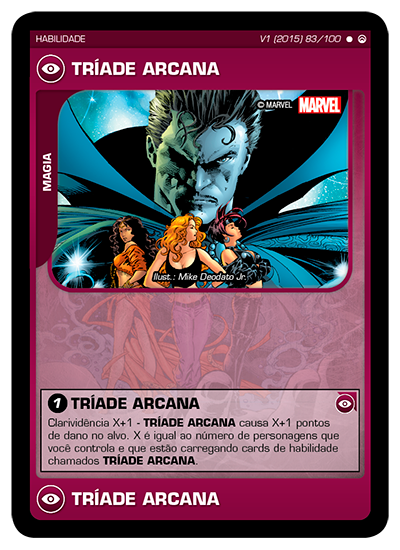 HABILIDADE
V1 (2015) 83/100
TRÍADE ARCANA
© MARVEL MARVEL
MAGIA
Ilust.: Mike Deodato Jr.
1 TRÍADE ARCANA
Clarividência X+1 - TRÍADE ARCANA causa X+1 pontos
de dano no alvo. X é igual ao número de personagens que
você controla e que estão carregando cards de habilidade
chamados TRÍADE ARCANA.
TRÍADE ARCANA